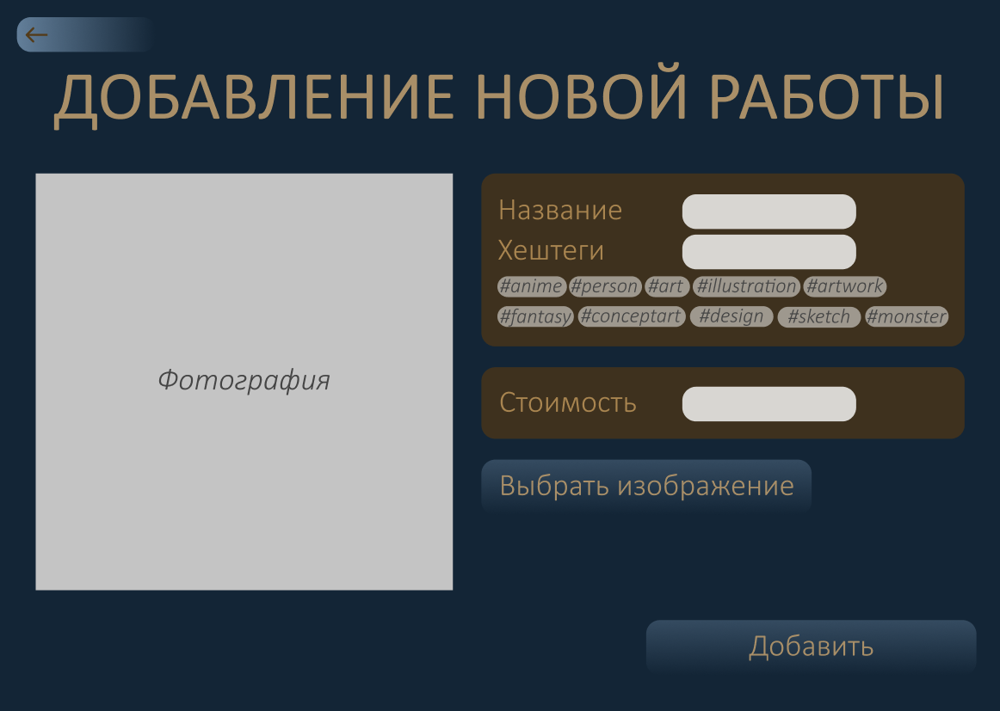 ←
ДОБАВЛЕНИЕ НОВОЙ РАБОТЫ
Фотография
Название
Хештеги
#anime #person #art #illustration #artwork
#fantasy #conceptart #design #sketch #monster
Стоимость
Выбрать изображение
Добавить